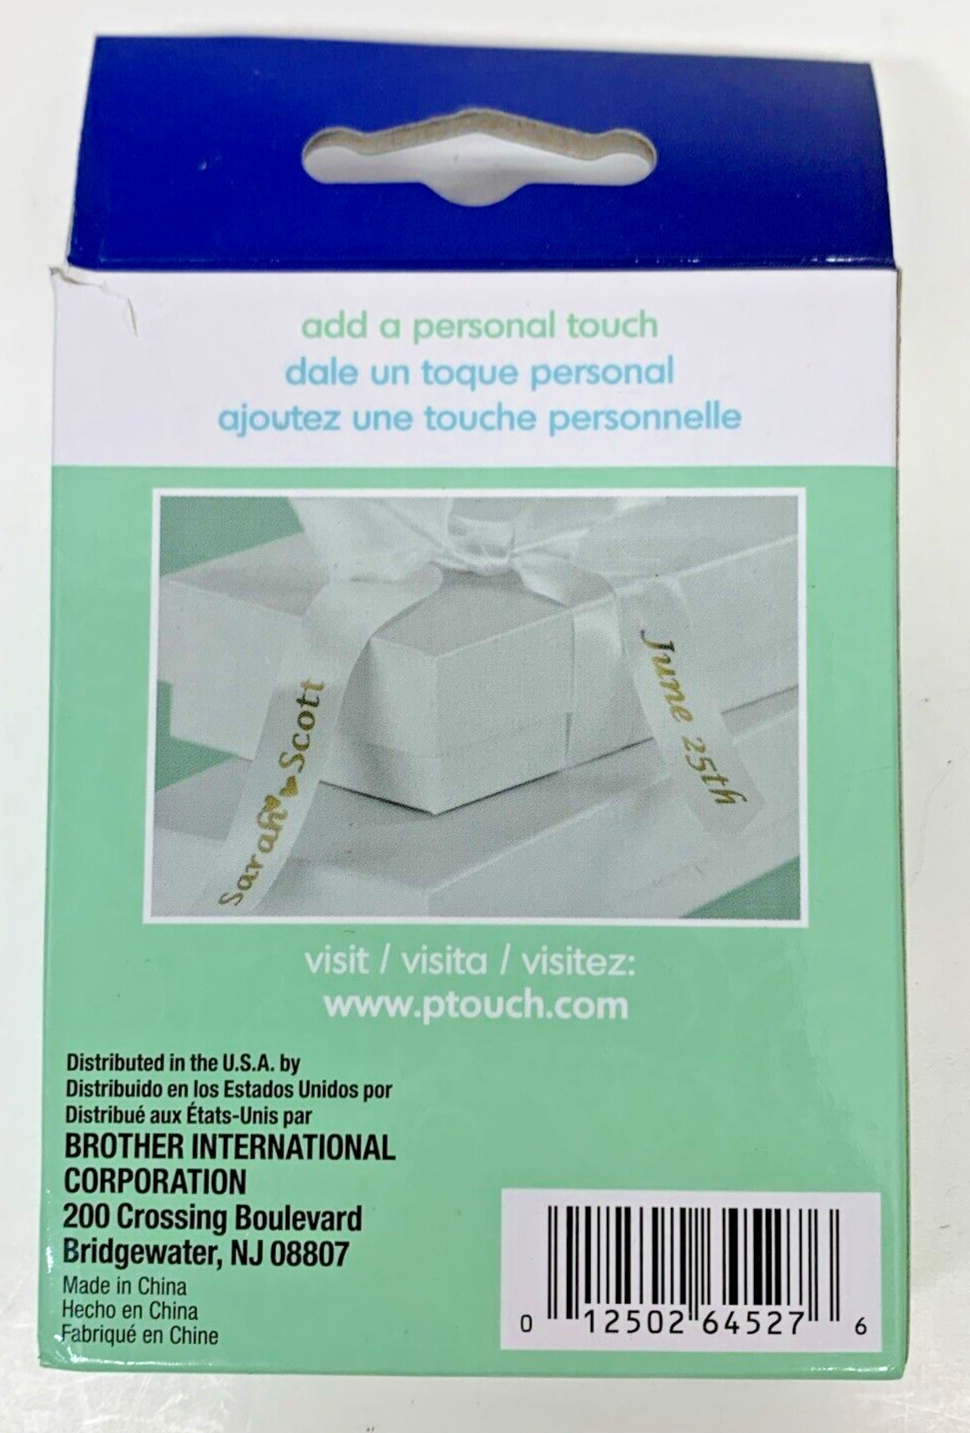 add a personal touch
dale un toque personal
ajoutez une touche personnelle
Sarah♥♥Scott
June 25th
visit / visita / visitez:
www.ptouch.com
Distributed in the U.S.A. by
Distribuido en los Estados Unidos por
Distribué aux États-Unis par
BROTHER INTERNATIONAL
CORPORATION
200 Crossing Boulevard
Bridgewater, NJ 08807
Made in China
Hecho en China
Fabriqué en Chine
0 12502 64527 6